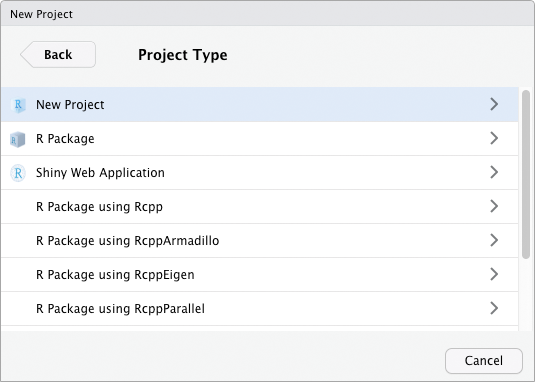 New Project
Back
Project Type
New Project
R Package
Shiny Web Application
R Package using Rcpp
R Package using RcppArmadillo
R Package using RcppEigen
R Package using RcppParallel
Cancel